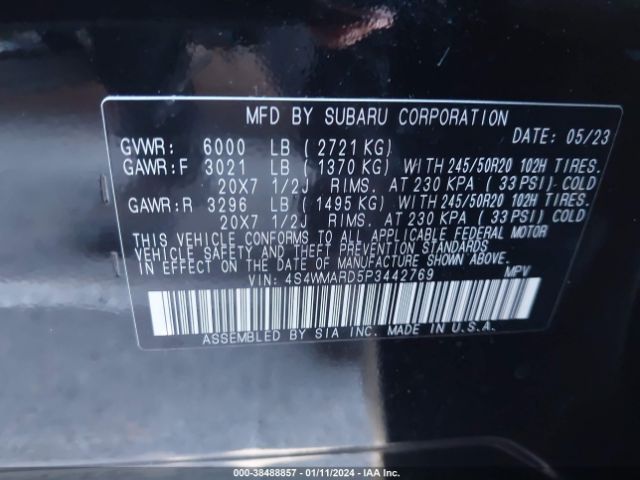 MFD BY SUBARU CORPORATION
DATE: 05/23
GVWR: 6000 LB ( 2721 KG)
GAWR:F 3021 LB ( 1370 KG) WITH 245/50R20 102H TIRES.
20X7 1/2J RIMS. AT 230 KPA ( 33 PSI) COLD
GAWR:R 3296 LB ( 1495 KG) WITH 245/50R20 102H TIRES.
20X7 1/2J RIMS. AT 230 KPA ( 33 PSI) COLD
THIS VEHICLE CONFORMS TO ALL APPLICABLE FEDERAL MOTOR
VEHICLE SAFETY AND THEFT PREVENTION STANDARDS
IN EFFECT ON THE DATE OF MANUFACTURE SHOWN ABOVE.
VIN: 4S4WMARD5P3442769 MPV
ASSEMBLED BY SIA INC. MADE IN U.S.A.
000-38488857 - 01/11/2024 - IAA Inc.